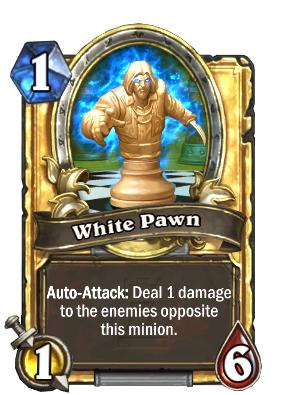 1
White Pawn
Auto-Attack: Deal 1 damage
to the enemies opposite
this minion.
1
6